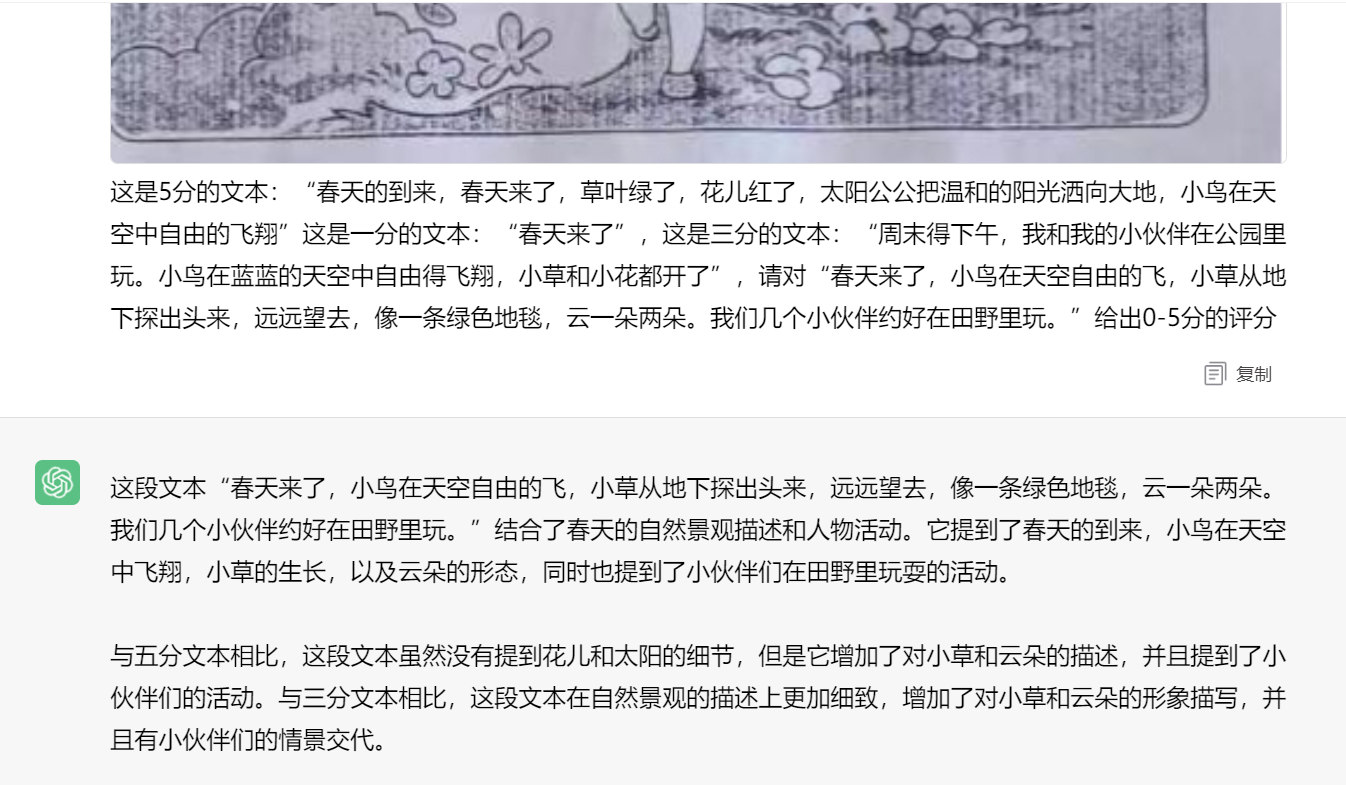 这是5分的文本：“春天的到来，春天来了，草叶绿了，花儿红了，太阳公公把温和的阳光洒向大地，小鸟在天
空中自由的飞翔”这是一分的文本：“春天来了”，这是三分的文本：“周末得下午，我和我的小伙伴在公园里
玩。小鸟在蓝蓝的天空中自由得飞翔，小草和小花都开了”，请对“春天来了，小鸟在天空自由的飞，小草从地
下探出头来，远远望去，像一条绿色地毯，云一朵两朵。我们几个小伙伴约好在田野里玩。”给出0-5分的评分
复制
这段文本“春天来了，小鸟在天空自由的飞，小草从地下探出头来，远远望去，像一条绿色地毯，云一朵两朵。
我们几个小伙伴约好在田野里玩。”结合了春天的自然景观描述和人物活动。它提到了春天的到来，小鸟在天空
中飞翔，小草的生长，以及云朵的形态，同时也提到了小伙伴们在田野里玩耍的活动。
与五分文本相比，这段文本虽然没有提到花儿和太阳的细节，但是它增加了对小草和云朵的描述，并且提到了小
伙伴们的活动。与三分文本相比，这段文本在自然景观的描述上更加细致，增加了对小草和云朵的形象描写，并
且有小伙伴们的情景交代。